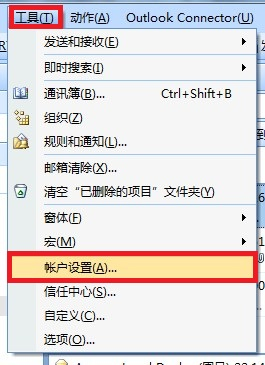 工具(T) 动作(A) Outlook Connector(U)
发送和接收(E)
即时搜索(I)
通讯簿(B)... Ctrl+Shift+B
组织(Z)
规则和通知(L)...
邮箱清除(X)...
清空“已删除的项目”文件夹(Y)
窗体(F)
宏(M)
帐户设置(A)...
信任中心(S)...
自定义(C)...
选项(O)...